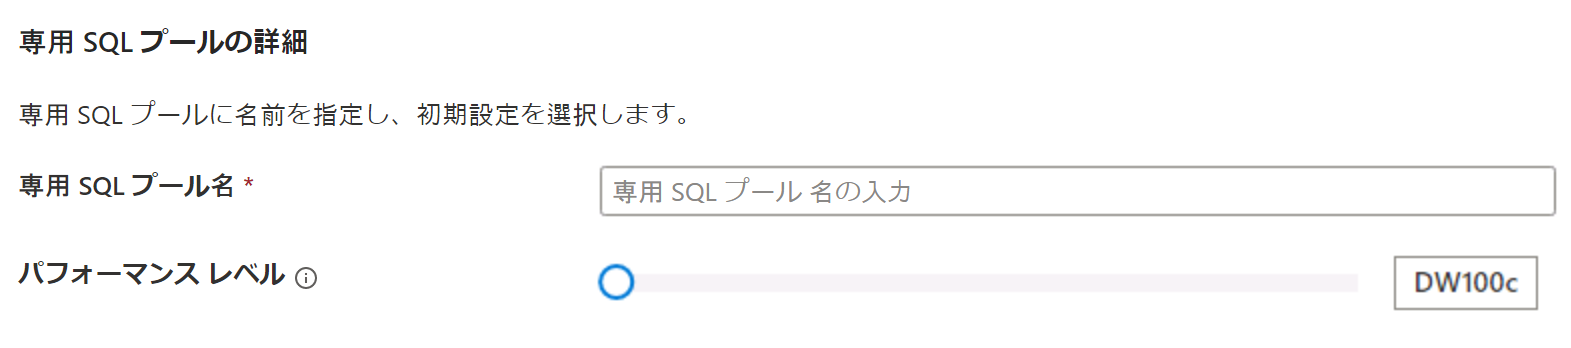 専用 SQL プールの詳細
専用 SQL プールに名前を指定し、初期設定を選択します。
専用 SQL プール名 *
専用 SQL プール 名の入力
パフォーマンス レベル
DW100c